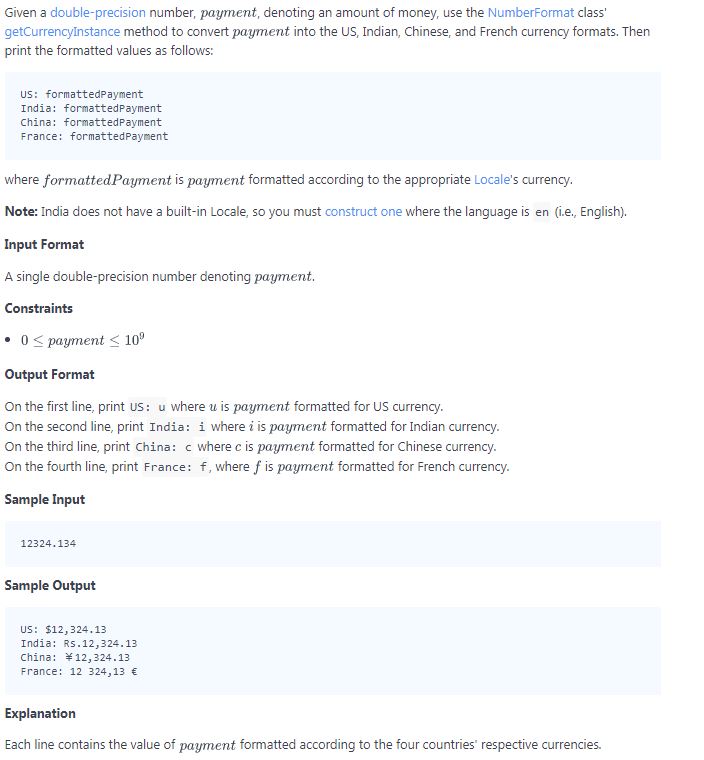 Given a double-precision number, payment, denoting an amount of money, use the NumberFormat class'
getCurrencyInstance method to convert payment into the US, Indian, Chinese, and French currency formats. Then
print the formatted values as follows:
US: formattedPayment
India: formattedPayment
China: formattedPayment
France: formattedPayment
where formattedPayment is payment formatted according to the appropriate Locale's currency.
Note: India does not have a built-in Locale, so you must construct one where the language is en (i.e., English).
Input Format
A single double-precision number denoting payment.
Constraints
• 0 ≤ payment ≤ 10⁹
Output Format
On the first line, print US: u where u is payment formatted for US currency.
On the second line, print India: i where i is payment formatted for Indian currency.
On the third line, print China: c where c is payment formatted for Chinese currency.
On the fourth line, print France: f, where f is payment formatted for French currency.
Sample Input
12324.134
Sample Output
US: $12,324.13
India: Rs.12,324.13
China: ￥12,324.13
France: 12 324,13 €
Explanation
Each line contains the value of payment formatted according to the four countries' respective currencies.